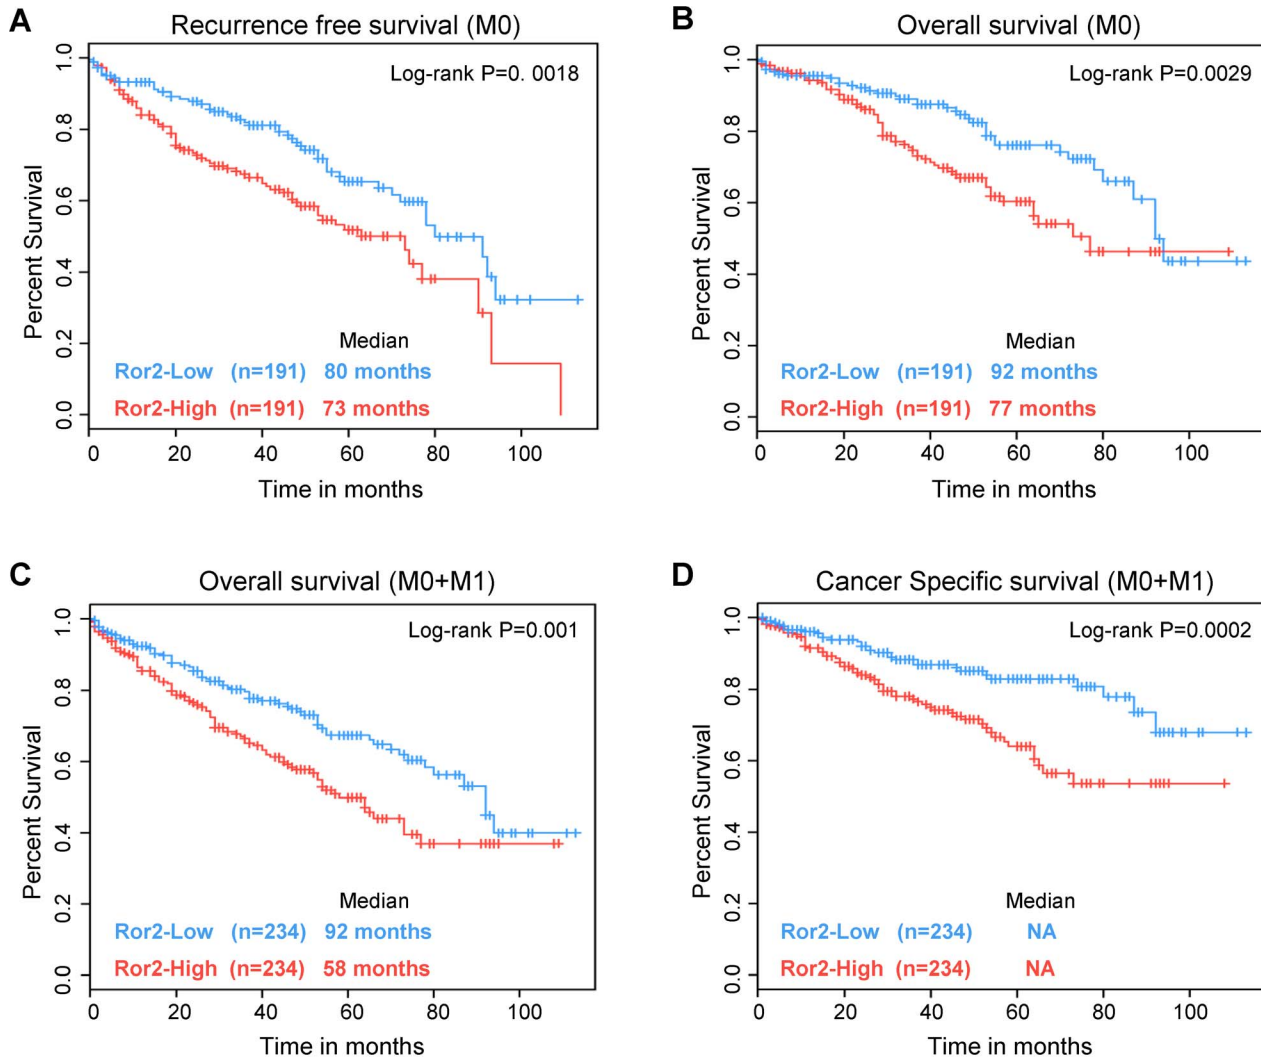 A
Recurrence free survival (M0)
Log-rank P=0. 0018
Percent Survival
1.0
0.8
0.6
0.4
0.2
0.0
Median
Ror2-Low (n=191) 80 months
Ror2-High (n=191) 73 months
0 20 40 60 80 100
Time in months
B
Overall survival (M0)
Log-rank P=0.0029
Percent Survival
1.0
0.8
0.6
0.4
0.2
0.0
Median
Ror2-Low (n=191) 92 months
Ror2-High (n=191) 77 months
0 20 40 60 80 100
Time in months
C
Overall survival (M0+M1)
Log-rank P=0.001
Percent Survival
1.0
0.8
0.6
0.4
0.2
0.0
Median
Ror2-Low (n=234) 92 months
Ror2-High (n=234) 58 months
0 20 40 60 80 100
Time in months
D
Cancer Specific survival (M0+M1)
Log-rank P=0.0002
Percent Survival
1.0
0.8
0.6
0.4
0.2
0.0
Median
Ror2-Low (n=234) NA
Ror2-High (n=234) NA
0 20 40 60 80 100
Time in months